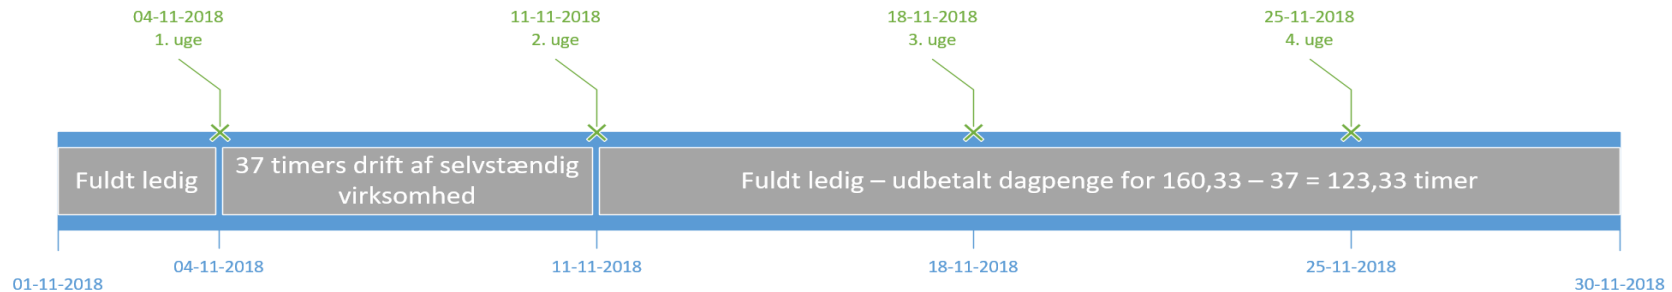 04-11-2018
1. uge
11-11-2018
2. uge
18-11-2018
3. uge
25-11-2018
4. uge
Fuldt ledig
37 timers drift af selvstændig
virksomhed
Fuldt ledig – udbetalt dagpenge for 160,33 – 37 = 123,33 timer
04-11-2018
11-11-2018
18-11-2018
25-11-2018
01-11-2018
30-11-2018